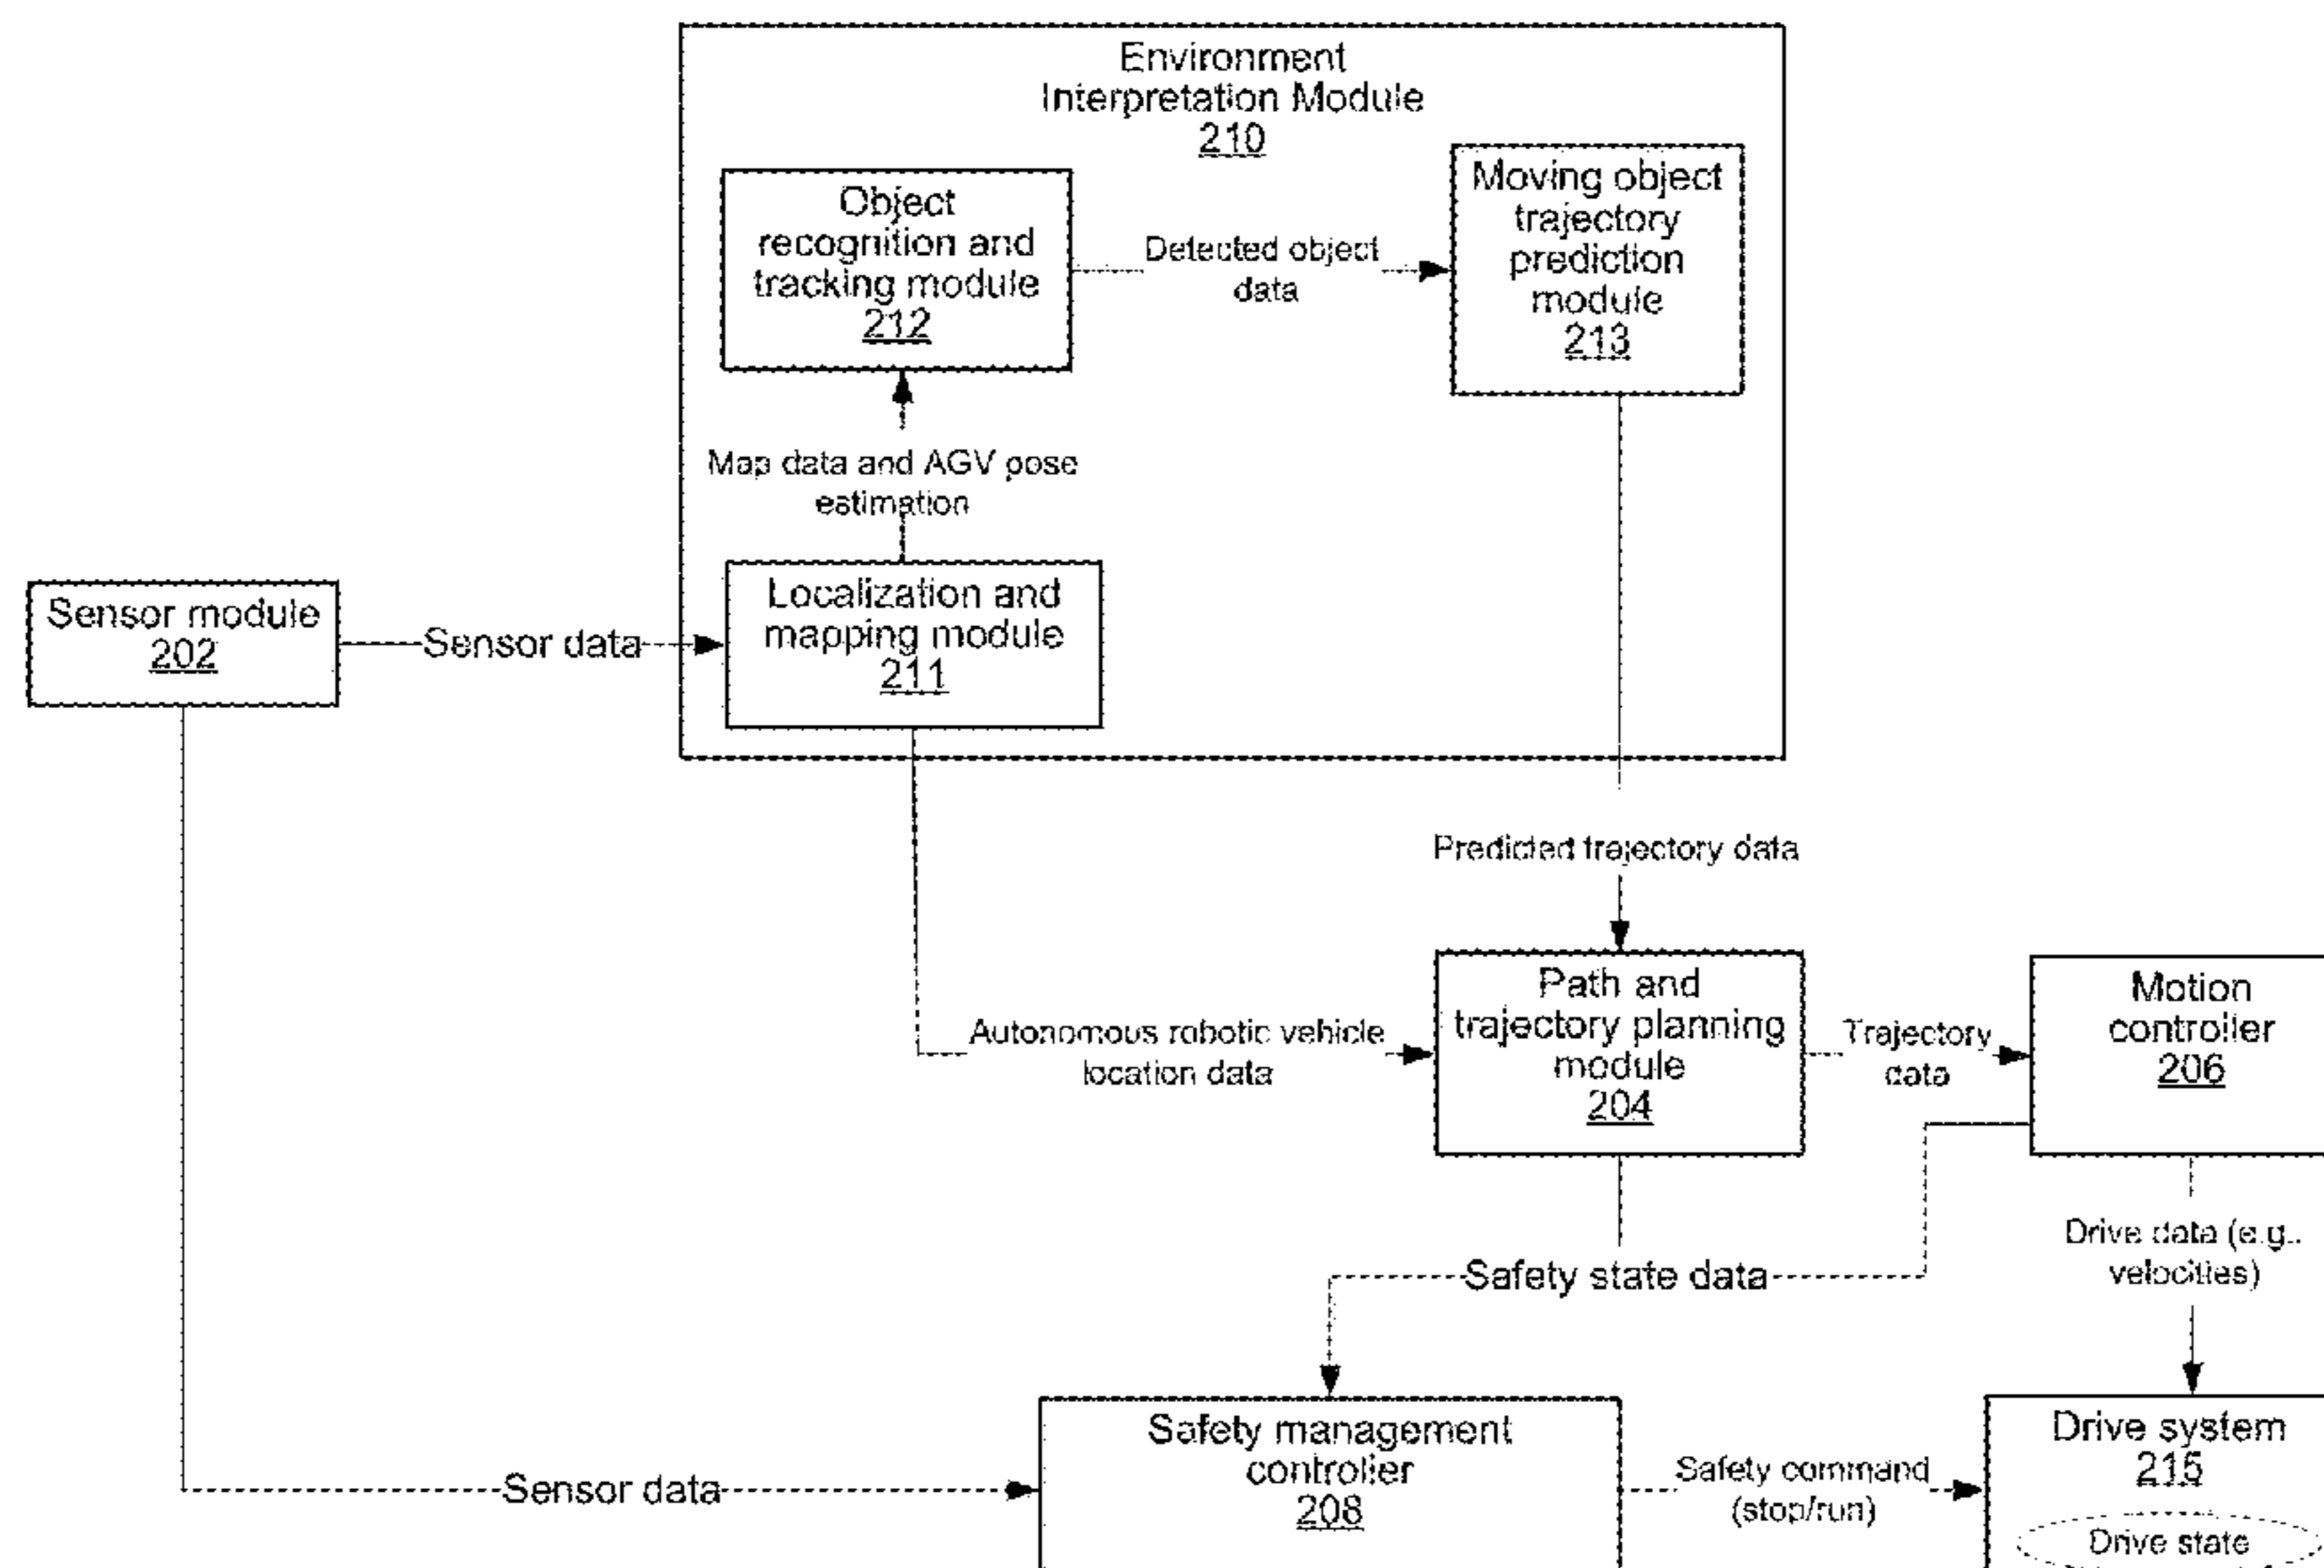 Environment
Interpretation Module
210
Object
recognition and
tracking module
212
Detected object
data
Moving object
trajectory
prediction
module
213
Map data and AGV pose
estimation
Sensor module
202
Sensor data
Localization and
mapping module
211
Predicted trajectory data
Autonomous robotic vehicle
location data
Path and
trajectory planning
module
204
Trajectory
data
Motion
controller
206
Safety state data
Drive data (e.g.,
velocities)
Sensor data
Safety management
controller
208
Safety command
(stop/run)
Drive system
215
Drive state